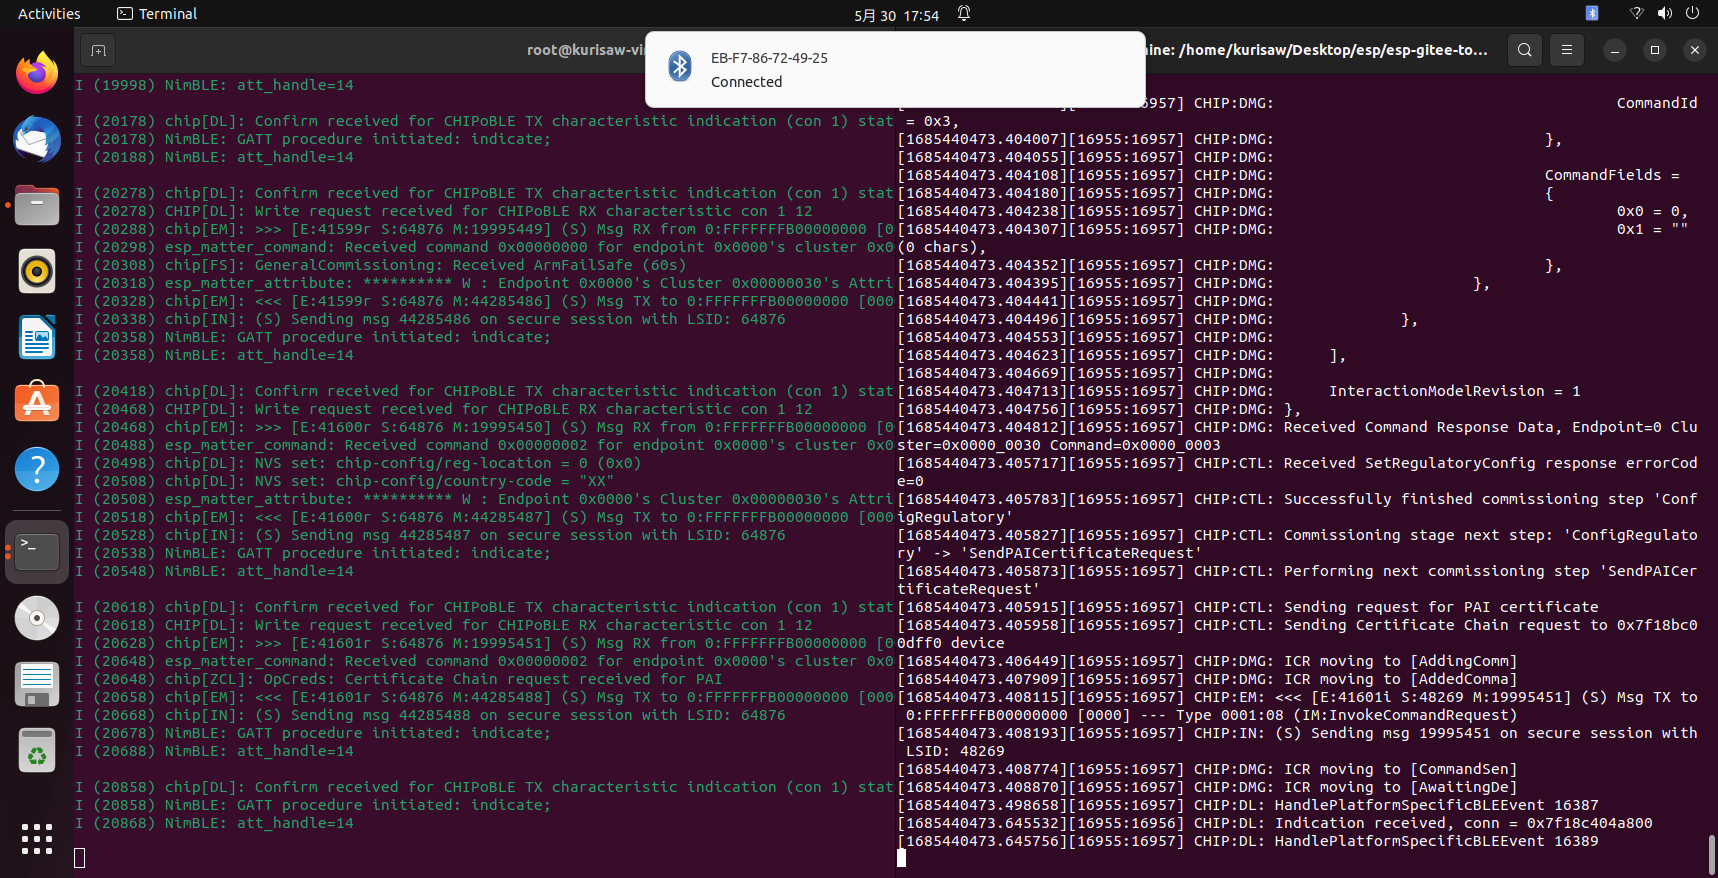 Activities
Terminal
5月 30 17:54
root@kurisaw-vi
EB-F7-86-72-49-25
Connected
ine: /home/kurisaw/Desktop/esp/esp-gitee-to...
I (19998) NimBLE: att_handle=14
I (20178) chip[DL]: Confirm received for CHIPoBLE TX characteristic indication (con 1) stat
I (20178) NimBLE: GATT procedure initiated: indicate;
I (20188) NimBLE: att_handle=14
I (20278) chip[DL]: Confirm received for CHIPoBLE TX characteristic indication (con 1) stat
I (20278) CHIP[DL]: Write request received for CHIPoBLE RX characteristic con 1 12
I (20288) chip[EM]: >>> [E:41599r S:64876 M:19995449] (S) Msg RX from 0:FFFFFFFB00000000 [0
I (20298) esp_matter_command: Received command 0x00000000 for endpoint 0x0000's cluster 0x0
I (20308) chip[FS]: GeneralCommissioning: Received ArmFailSafe (60s)
I (20318) esp_matter_attribute: ********** W : Endpoint 0x0000's Cluster 0x00000030's Attri
I (20328) chip[EM]: <<< [E:41599r S:64876 M:44285486] (S) Msg TX to 0:FFFFFFFB00000000 [000
I (20338) chip[IN]: (S) Sending msg 44285486 on secure session with LSID: 64876
I (20358) NimBLE: GATT procedure initiated: indicate;
I (20358) NimBLE: att_handle=14
I (20418) chip[DL]: Confirm received for CHIPoBLE TX characteristic indication (con 1) stat
I (20468) CHIP[DL]: Write request received for CHIPoBLE RX characteristic con 1 12
I (20468) chip[EM]: >>> [E:41600r S:64876 M:19995450] (S) Msg RX from 0:FFFFFFFB00000000 [0
I (20488) esp_matter_command: Received command 0x00000002 for endpoint 0x0000's cluster 0x0
I (20498) chip[DL]: NVS set: chip-config/reg-location = 0 (0x0)
I (20508) chip[DL]: NVS set: chip-config/country-code = "XX"
I (20508) esp_matter_attribute: ********** W : Endpoint 0x0000's Cluster 0x00000030's Attri
I (20518) chip[EM]: <<< [E:41600r S:64876 M:44285487] (S) Msg TX to 0:FFFFFFFB00000000 [000
I (20528) chip[IN]: (S) Sending msg 44285487 on secure session with LSID: 64876
I (20538) NimBLE: GATT procedure initiated: indicate;
I (20548) NimBLE: att_handle=14
I (20618) chip[DL]: Confirm received for CHIPoBLE TX characteristic indication (con 1) stat
I (20618) CHIP[DL]: Write request received for CHIPoBLE RX characteristic con 1 12
I (20628) chip[EM]: >>> [E:41601r S:64876 M:19995451] (S) Msg RX from 0:FFFFFFFB00000000 [0
I (20648) esp_matter_command: Received command 0x00000002 for endpoint 0x0000's cluster 0x0
I (20648) chip[ZCL]: OpCreds: Certificate Chain request received for PAI
I (20658) chip[EM]: <<< [E:41601r S:64876 M:44285488] (S) Msg TX to 0:FFFFFFFB00000000 [000
I (20668) chip[IN]: (S) Sending msg 44285488 on secure session with LSID: 64876
I (20678) NimBLE: GATT procedure initiated: indicate;
I (20688) NimBLE: att_handle=14
I (20858) chip[DL]: Confirm received for CHIPoBLE TX characteristic indication (con 1) stat
I (20858) NimBLE: GATT procedure initiated: indicate;
I (20868) NimBLE: att_handle=14
6957] CHIP:DMG: CommandId
= 0x3,
[1685440473.404007][16955:16957] CHIP:DMG: },
[1685440473.404055][16955:16957] CHIP:DMG:
[1685440473.404108][16955:16957] CHIP:DMG: CommandFields =
[1685440473.404180][16955:16957] CHIP:DMG: {
[1685440473.404238][16955:16957] CHIP:DMG: 0x0 = 0,
[1685440473.404307][16955:16957] CHIP:DMG: 0x1 = ""
(0 chars),
[1685440473.404352][16955:16957] CHIP:DMG: },
[1685440473.404395][16955:16957] CHIP:DMG: },
[1685440473.404441][16955:16957] CHIP:DMG:
[1685440473.404496][16955:16957] CHIP:DMG: },
[1685440473.404553][16955:16957] CHIP:DMG:
[1685440473.404623][16955:16957] CHIP:DMG: ],
[1685440473.404669][16955:16957] CHIP:DMG:
[1685440473.404713][16955:16957] CHIP:DMG: InteractionModelRevision = 1
[1685440473.404756][16955:16957] CHIP:DMG: },
[1685440473.404812][16955:16957] CHIP:DMG: Received Command Response Data, Endpoint=0 Clu
ster=0x0000_0030 Command=0x0000_0003
[1685440473.405717][16955:16957] CHIP:CTL: Received SetRegulatoryConfig response errorCod
e=0
[1685440473.405783][16955:16957] CHIP:CTL: Successfully finished commissioning step 'Conf
igRegulatory'
[1685440473.405827][16955:16957] CHIP:CTL: Commissioning stage next step: 'ConfigRegulato
ry' -> 'SendPAICertificateRequest'
[1685440473.405873][16955:16957] CHIP:CTL: Performing next commissioning step 'SendPAICer
tificateRequest'
[1685440473.405915][16955:16957] CHIP:CTL: Sending request for PAI certificate
[1685440473.405958][16955:16957] CHIP:CTL: Sending Certificate Chain request to 0x7f18bc0
0dff0 device
[1685440473.406449][16955:16957] CHIP:DMG: ICR moving to [AddingComm]
[1685440473.407909][16955:16957] CHIP:DMG: ICR moving to [AddedComma]
[1685440473.408115][16955:16957] CHIP:EM: <<< [E:41601i S:48269 M:19995451] (S) Msg TX to
0:FFFFFFFB00000000 [0000] --- Type 0001:08 (IM:InvokeCommandRequest)
[1685440473.408193][16955:16957] CHIP:IN: (S) Sending msg 19995451 on secure session with
LSID: 48269
[1685440473.408774][16955:16957] CHIP:DMG: ICR moving to [CommandSen]
[1685440473.408870][16955:16957] CHIP:DMG: ICR moving to [AwaitingDe]
[1685440473.498658][16955:16957] CHIP:DL: HandlePlatformSpecificBLEEvent 16387
[1685440473.645532][16955:16956] CHIP:DL: Indication received, conn = 0x7f18c404a800
[1685440473.645756][16955:16957] CHIP:DL: HandlePlatformSpecificBLEEvent 16389